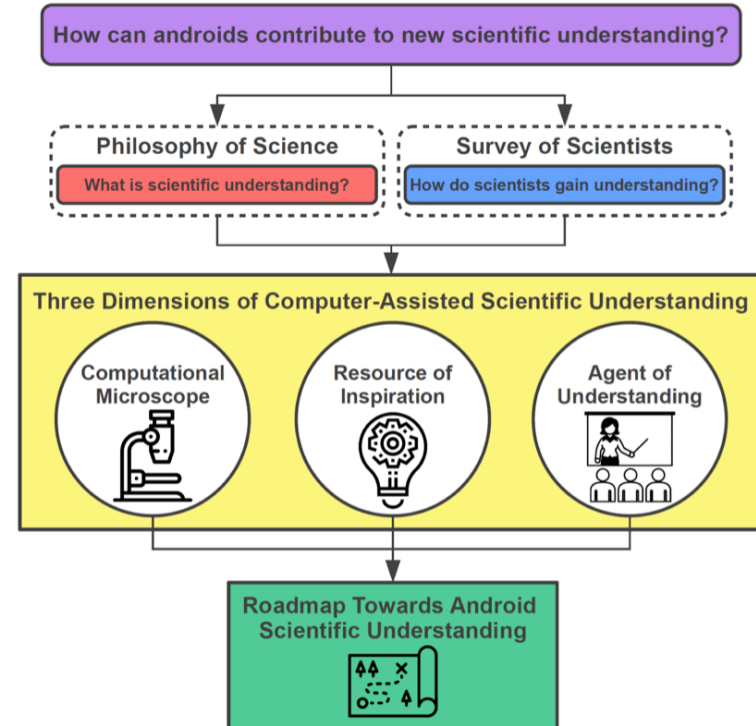 How can androids contribute to new scientific understanding?
Philosophy of Science
What is scientific understanding?
Survey of Scientists
How do scientists gain understanding?
Three Dimensions of Computer-Assisted Scientific Understanding
Computational
Microscope
Resource of
Inspiration
Agent of
Understanding
Roadmap Towards Android
Scientific Understanding